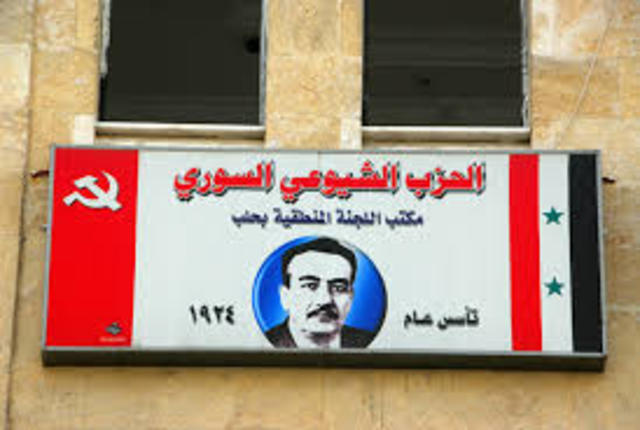 الحزب الشيوعي السوري
مكتب اللجنة المنطقية بحلب
تأسس عام ١٩٢٤